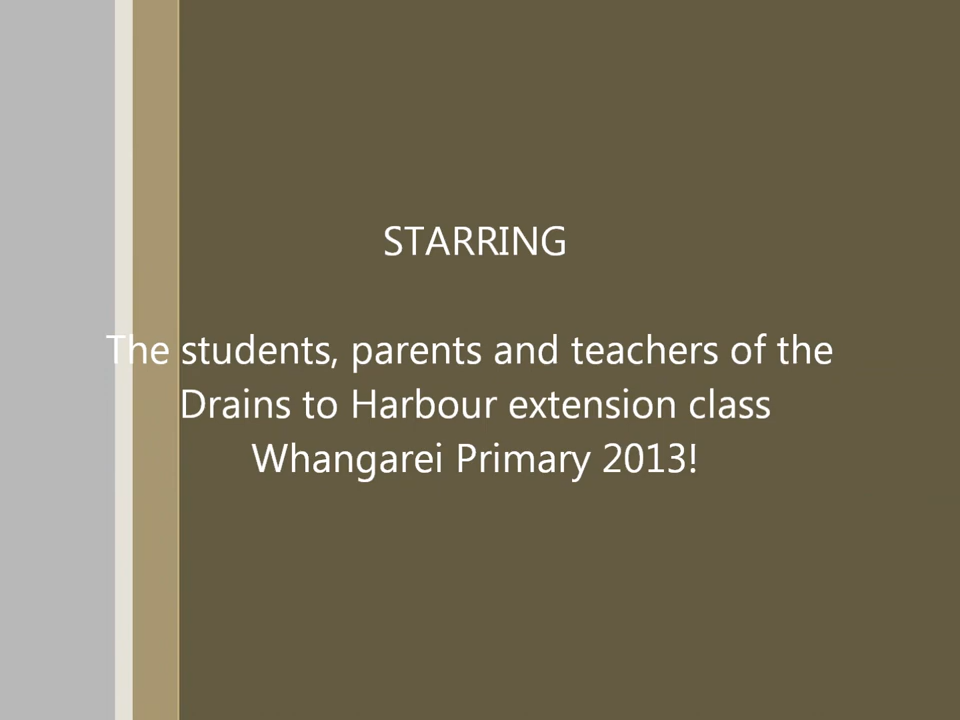 STARRING
The students, parents and teachers of the
Drains to Harbour extension class
Whangarei Primary 2013!